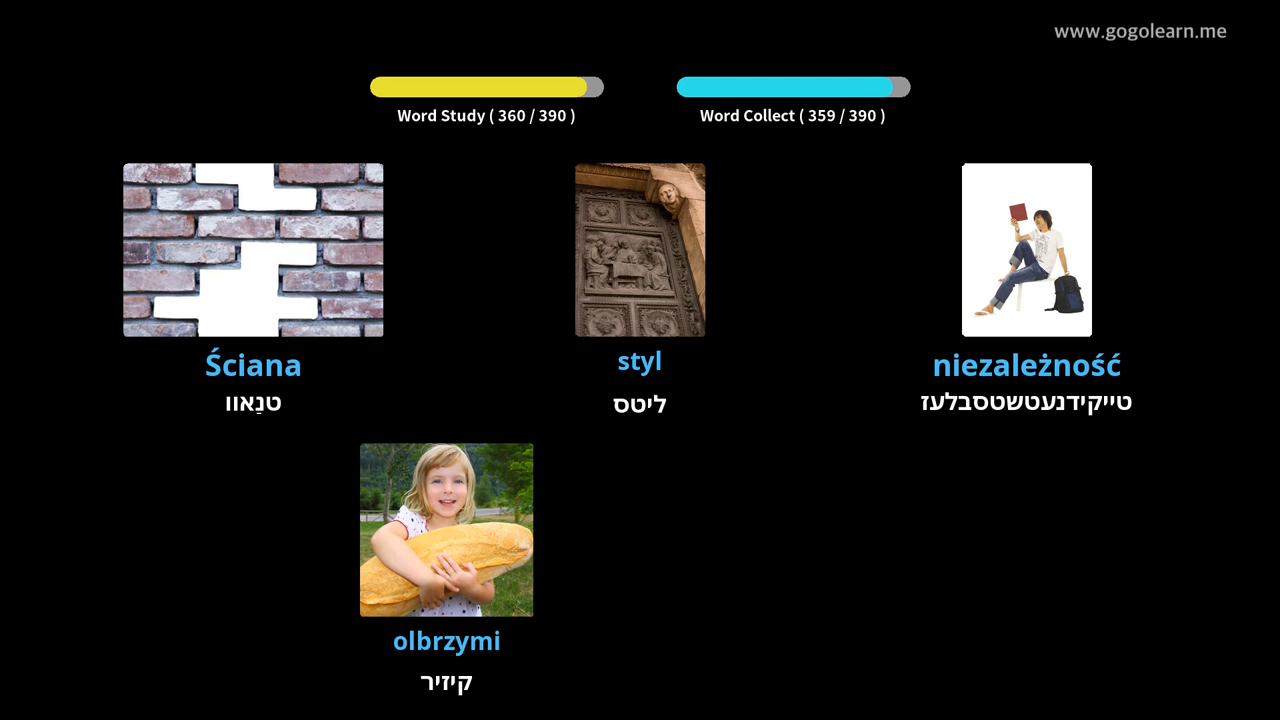 www.gogolearn.me
Word Study ( 360 / 390 )
Word Collect ( 359 / 390 )
Ściana
טנַאוו
styl
ליטס
niezależność
טייקידנעטשטסבלעז
olbrzymi
קיזיר